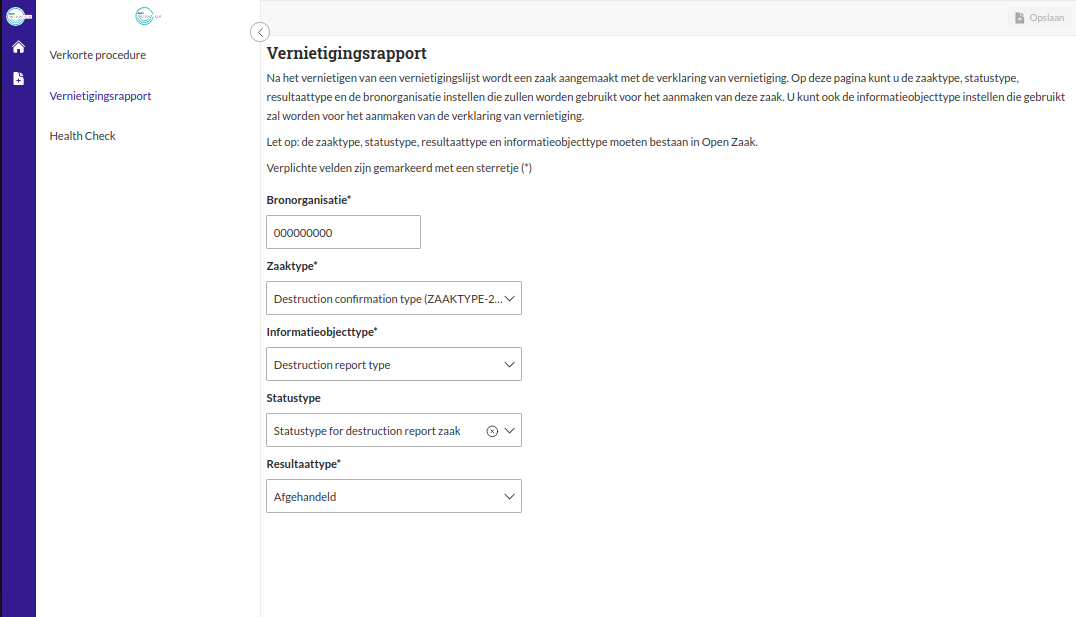 Opslaan
Verkorte procedure
Vernietigingsrapport
Health Check
Vernietigingsrapport
Na het vernietigen van een vernietigingslijst wordt een zaak aangemaakt met de verklaring van vernietiging. Op deze pagina kunt u de zaaktype, statustype,
resultaattype en de bronorganisatie instellen die zullen worden gebruikt voor het aanmaken van deze zaak. U kunt ook de informatieobjecttype instellen die gebruikt
zal worden voor het aanmaken van de verklaring van vernietiging.
Let op: de zaaktype, statustype, resultaattype en informatieobjecttype moeten bestaan in Open Zaak.
Verplichte velden zijn gemarkeerd met een sterretje (*)
Bronorganisatie*
000000000
Zaaktype*
Destruction confirmation type (ZAAKTYPE-2...
Informatieobjecttype*
Destruction report type
Statustype
Statustype for destruction report zaak
Resultaattype*
Afgehandeld